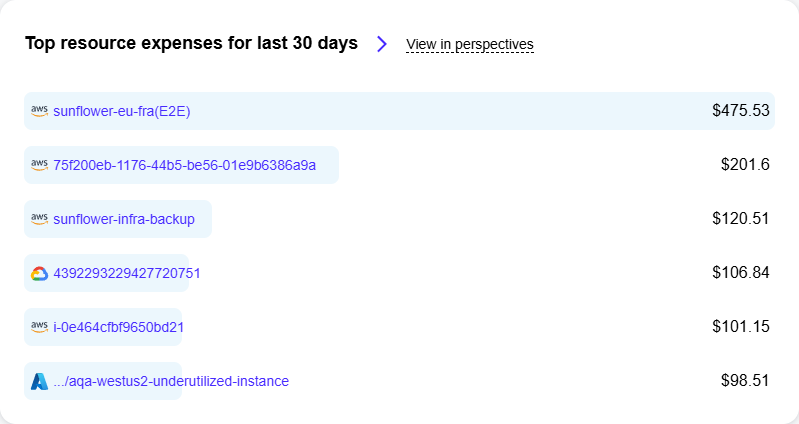 Top resource expenses for last 30 days View in perspectives
aws sunflower-eu-fra(E2E) $475.53
aws 75f200eb-1176-44b5-be56-01e9b6386a9a $201.6
aws sunflower-infra-backup $120.51
4392293229427720751 $106.84
aws i-0e464cfbf9650bd21 $101.15
.../aqa-westus2-underutilized-instance $98.51